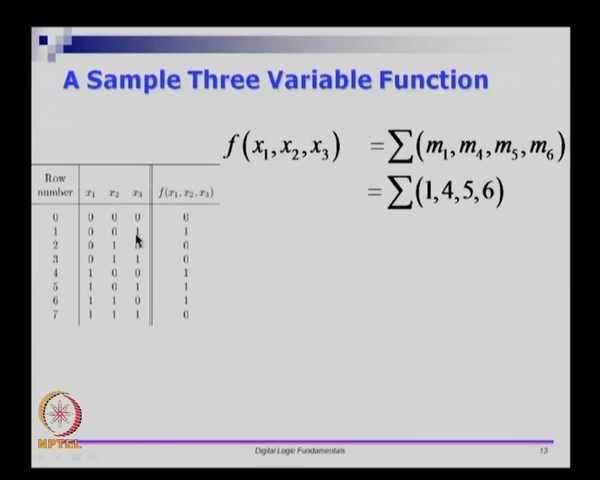 A Sample Three Variable Function
f(x₁,x₂,x₃) = ∑(m₁,m₄,m₅,m₆)
= ∑(1,4,5,6)
Row number x₁ x₂ x₃ f(x₁,x₂,x₃)
0 0 0 0 0
1 0 0 1 1
2 0 1 0 0
3 0 1 1 0
4 1 0 0 1
5 1 0 1 1
6 1 1 0 1
7 1 1 1 0
NPTEL
Digital Logic Fundamentals 13